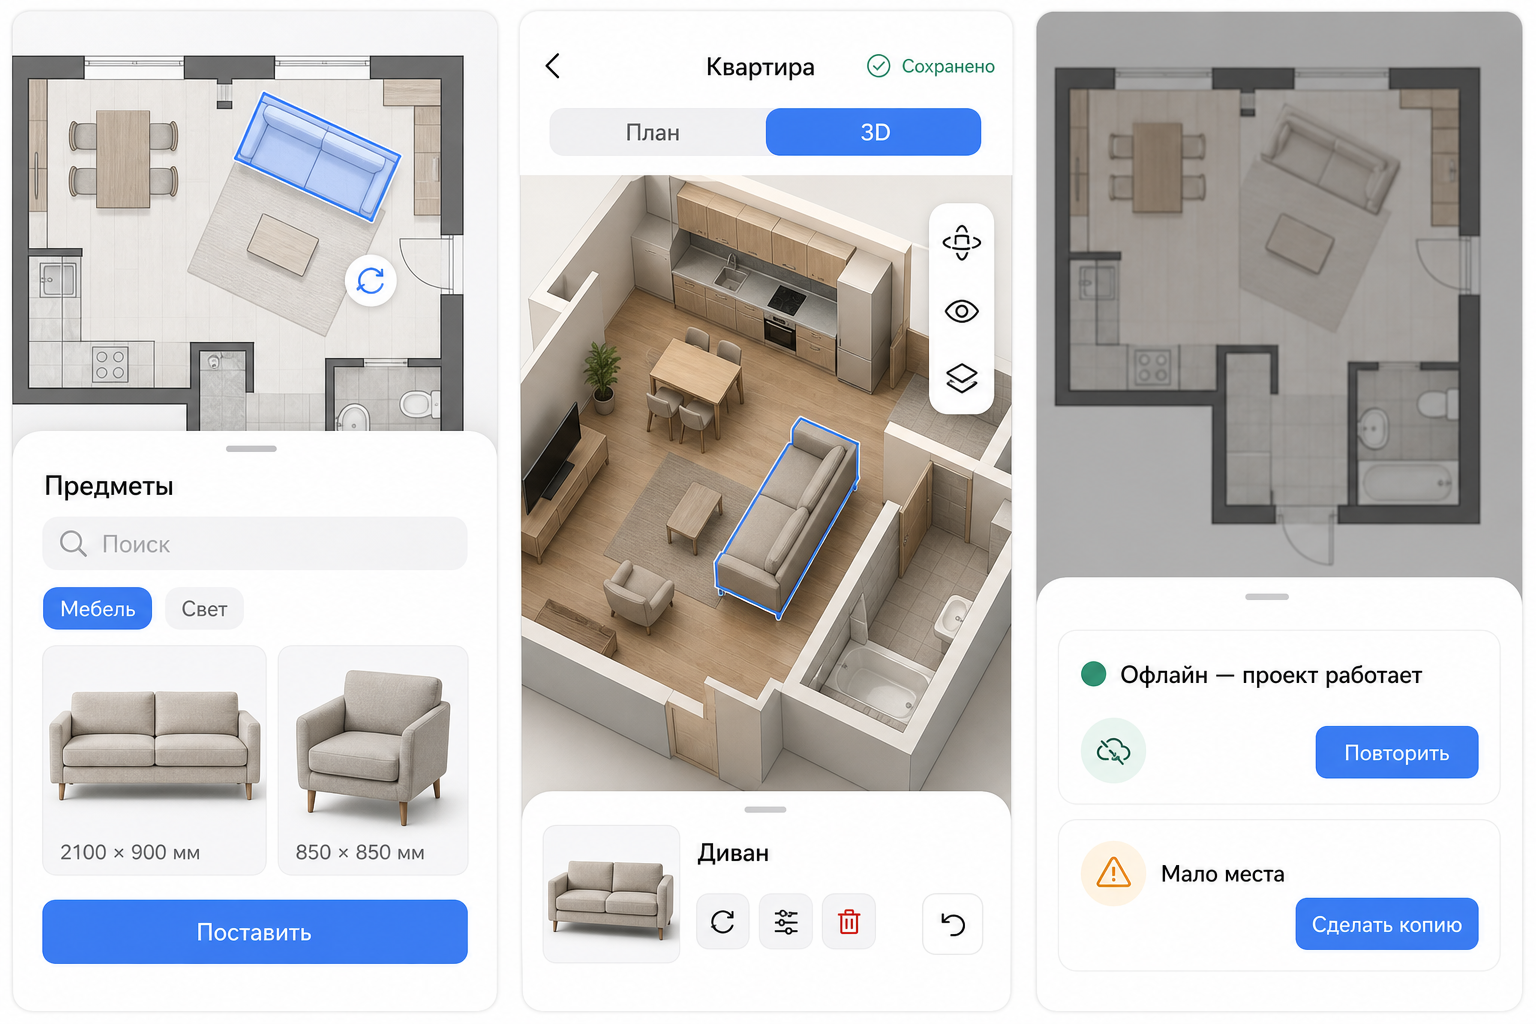 Предметы
Поиск
Мебель
Свет
2100 × 900 мм
850 × 850 мм
Поставить
Квартира
Сохранено
План
3D
Диван
Офлайн — проект работает
Повторить
Мало места
Сделать копию